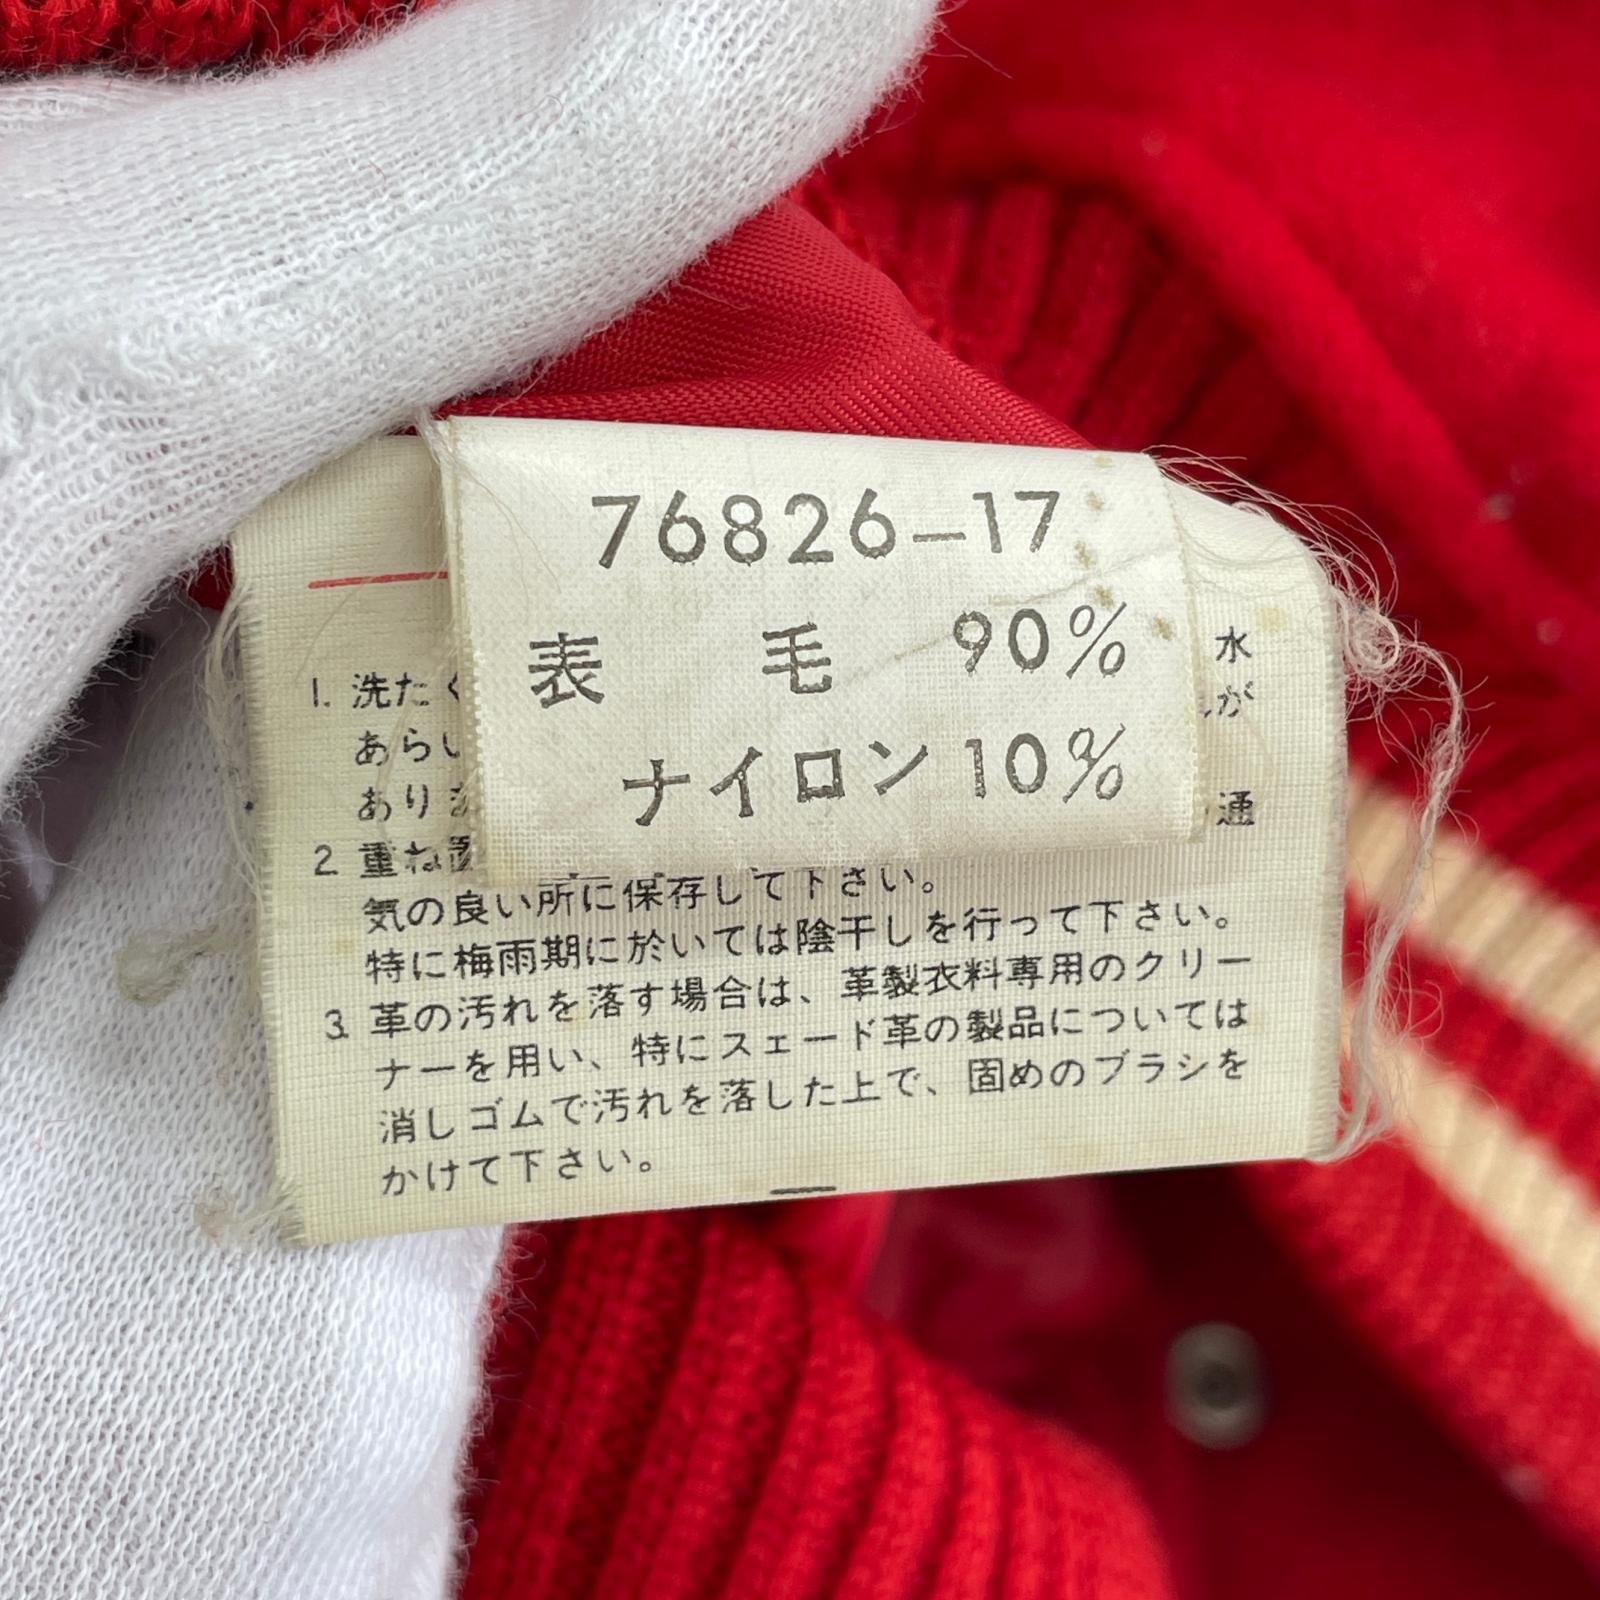 76826-17
表 毛 90%
ナイロン 10%
水
1. 洗たく
が
あらい
ありま
通
2. 重ね置
気の良い所に保存して下さい。
特に梅雨期に於いては陰干しを行って下さい。
3. 革の汚れを落す場合は、革製衣料専用のクリー
ナーを用い、特にスェード革の製品については
消しゴムで汚れを落した上で、固めのブラシを
かけて下さい。